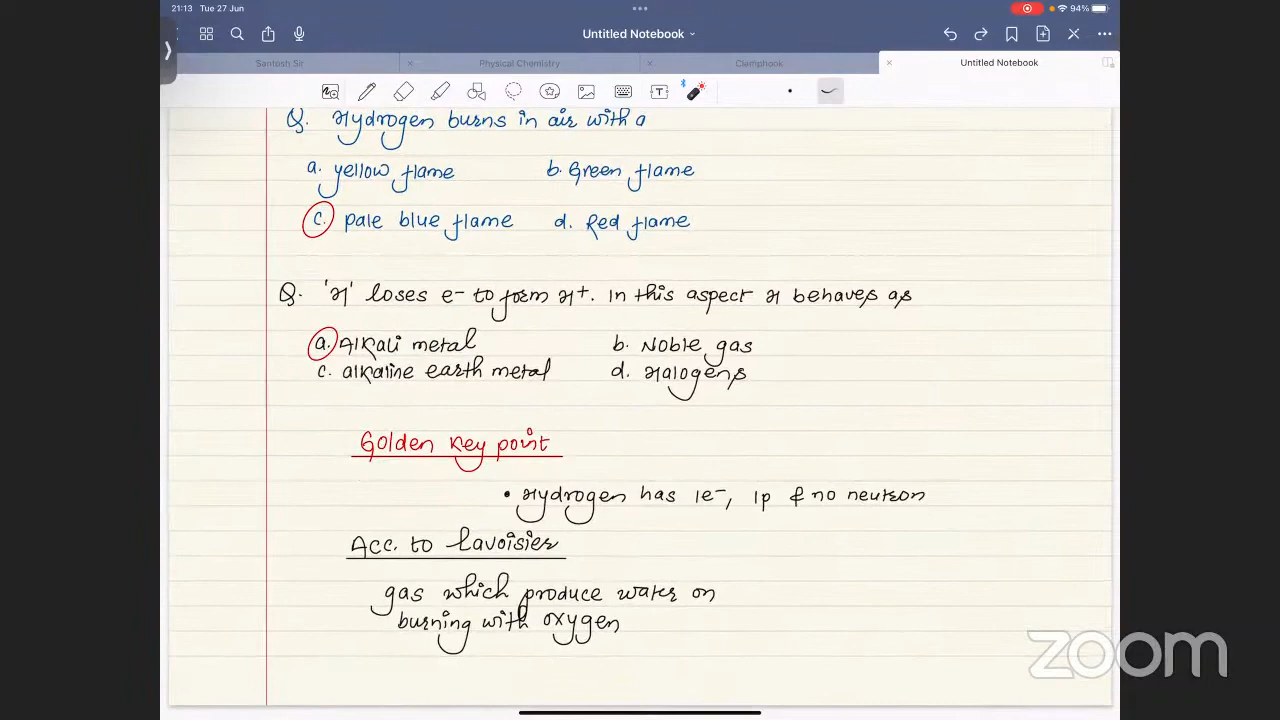 21:13 Tue 27 Jun
94%
Untitled Notebook
Santosh Sir
Physical Chemistry
Clamphook
Untitled Notebook
Q. Hydrogen burns in air with a
a. yellow flame b. Green flame
c. pale blue flame d. Red flame
Q. 'H' loses e- to form H+. In this aspect H behaves as
a. Alkali metal b. Noble gas
c. alkaline earth metal d. Halogens
Golden Key point
• Hydrogen has 1e-, 1p & no neutron
Acc. to Lavoisier
gas which produce water on
burning with oxygen
zoom